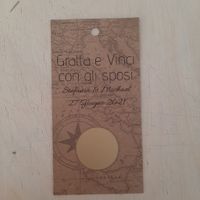 Gratta e Vinci
con gli sposi
Stefania & Michael
27 Giugno 2021